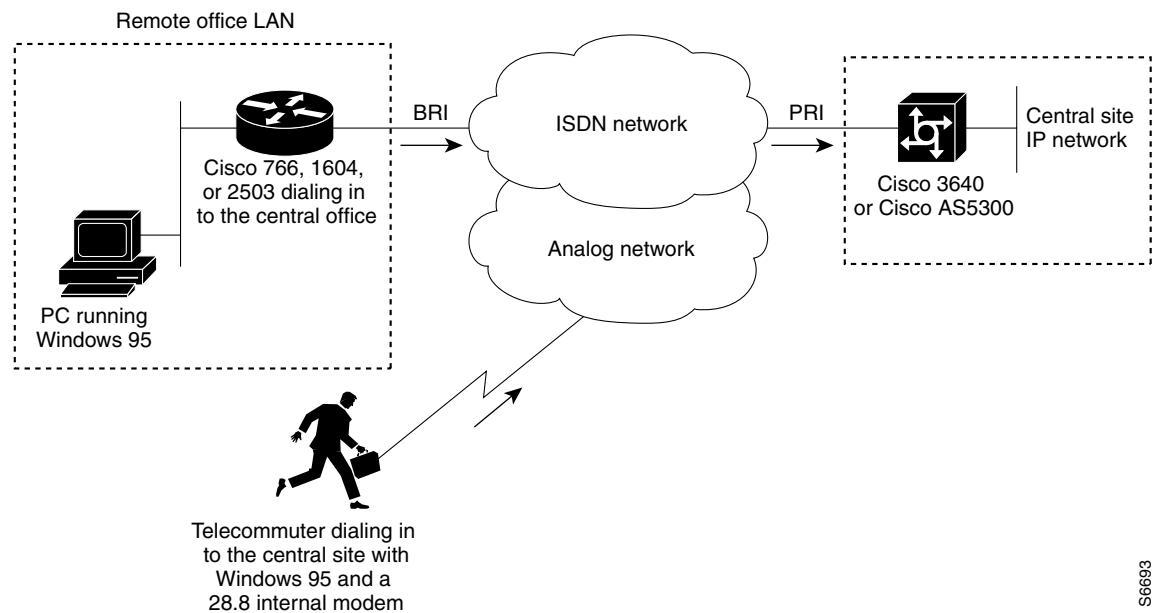 Remote office LAN
BRI
ISDN network
PRI
Central site
IP network
Cisco 766, 1604,
or 2503 dialing in
to the central office
Cisco 3640
or Cisco AS5300
Analog network
PC running
Windows 95
Telecommuter dialing in
to the central site with
Windows 95 and a
28.8 internal modem
S6693